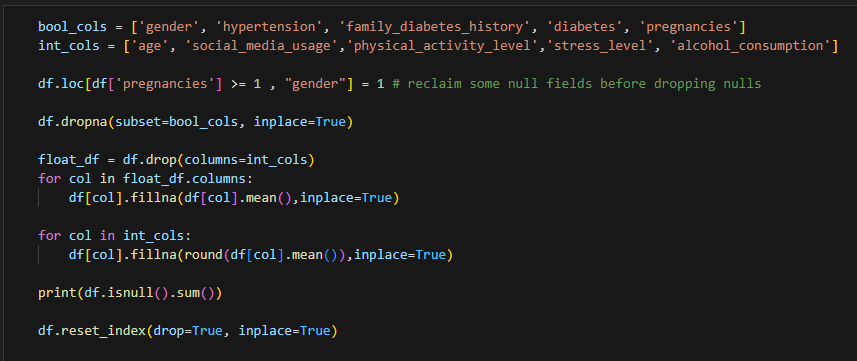 bool_cols = ['gender', 'hypertension', 'family_diabetes_history', 'diabetes', 'pregnancies']
int_cols = ['age', 'social_media_usage','physical_activity_level','stress_level', 'alcohol_consumption']
df.loc[df['pregnancies'] >= 1 , "gender"] = 1 # reclaim some null fields before dropping nulls
df.dropna(subset=bool_cols, inplace=True)
float_df = df.drop(columns=int_cols)
for col in float_df.columns:
    df[col].fillna(df[col].mean(),inplace=True)
for col in int_cols:
    df[col].fillna(round(df[col].mean()),inplace=True)
print(df.isnull().sum())
df.reset_index(drop=True, inplace=True)